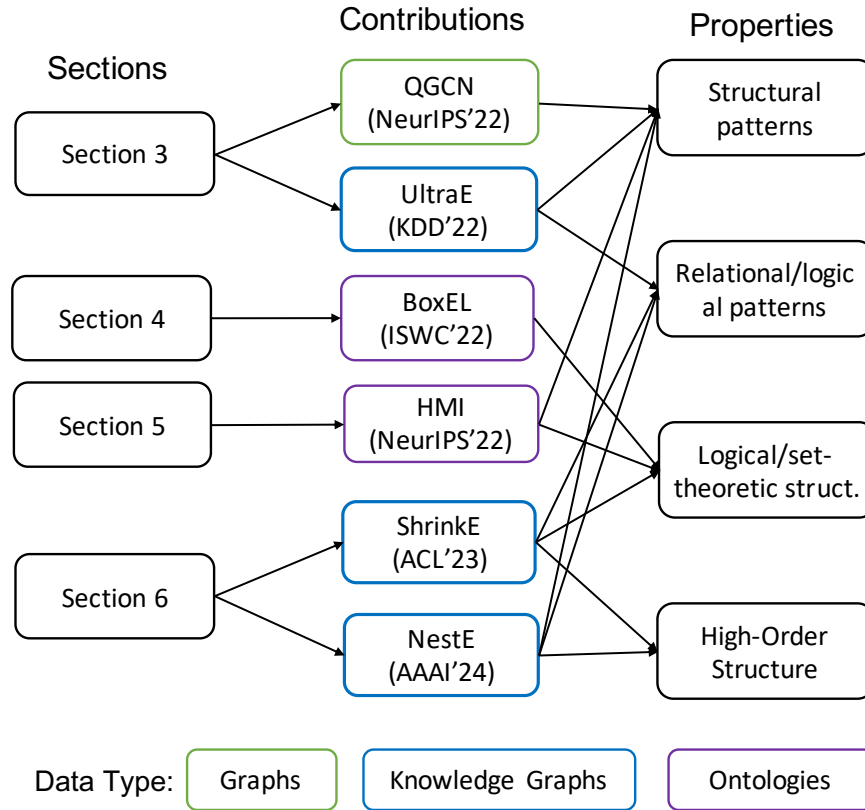 Sections
Contributions
Properties
Section 3
Section 4
Section 5
Section 6
QGCN
(NeurIPS’22)
UltraE
(KDD’22)
BoxEL
(ISWC’22)
HMI
(NeurIPS’22)
ShrinkE
(ACL’23)
NestE
(AAAI’24)
Structural
patterns
Relational/logic
al patterns
Logical/set-
theoretic struct.
High-Order
Structure
Data Type:
Graphs
Knowledge Graphs
Ontologies